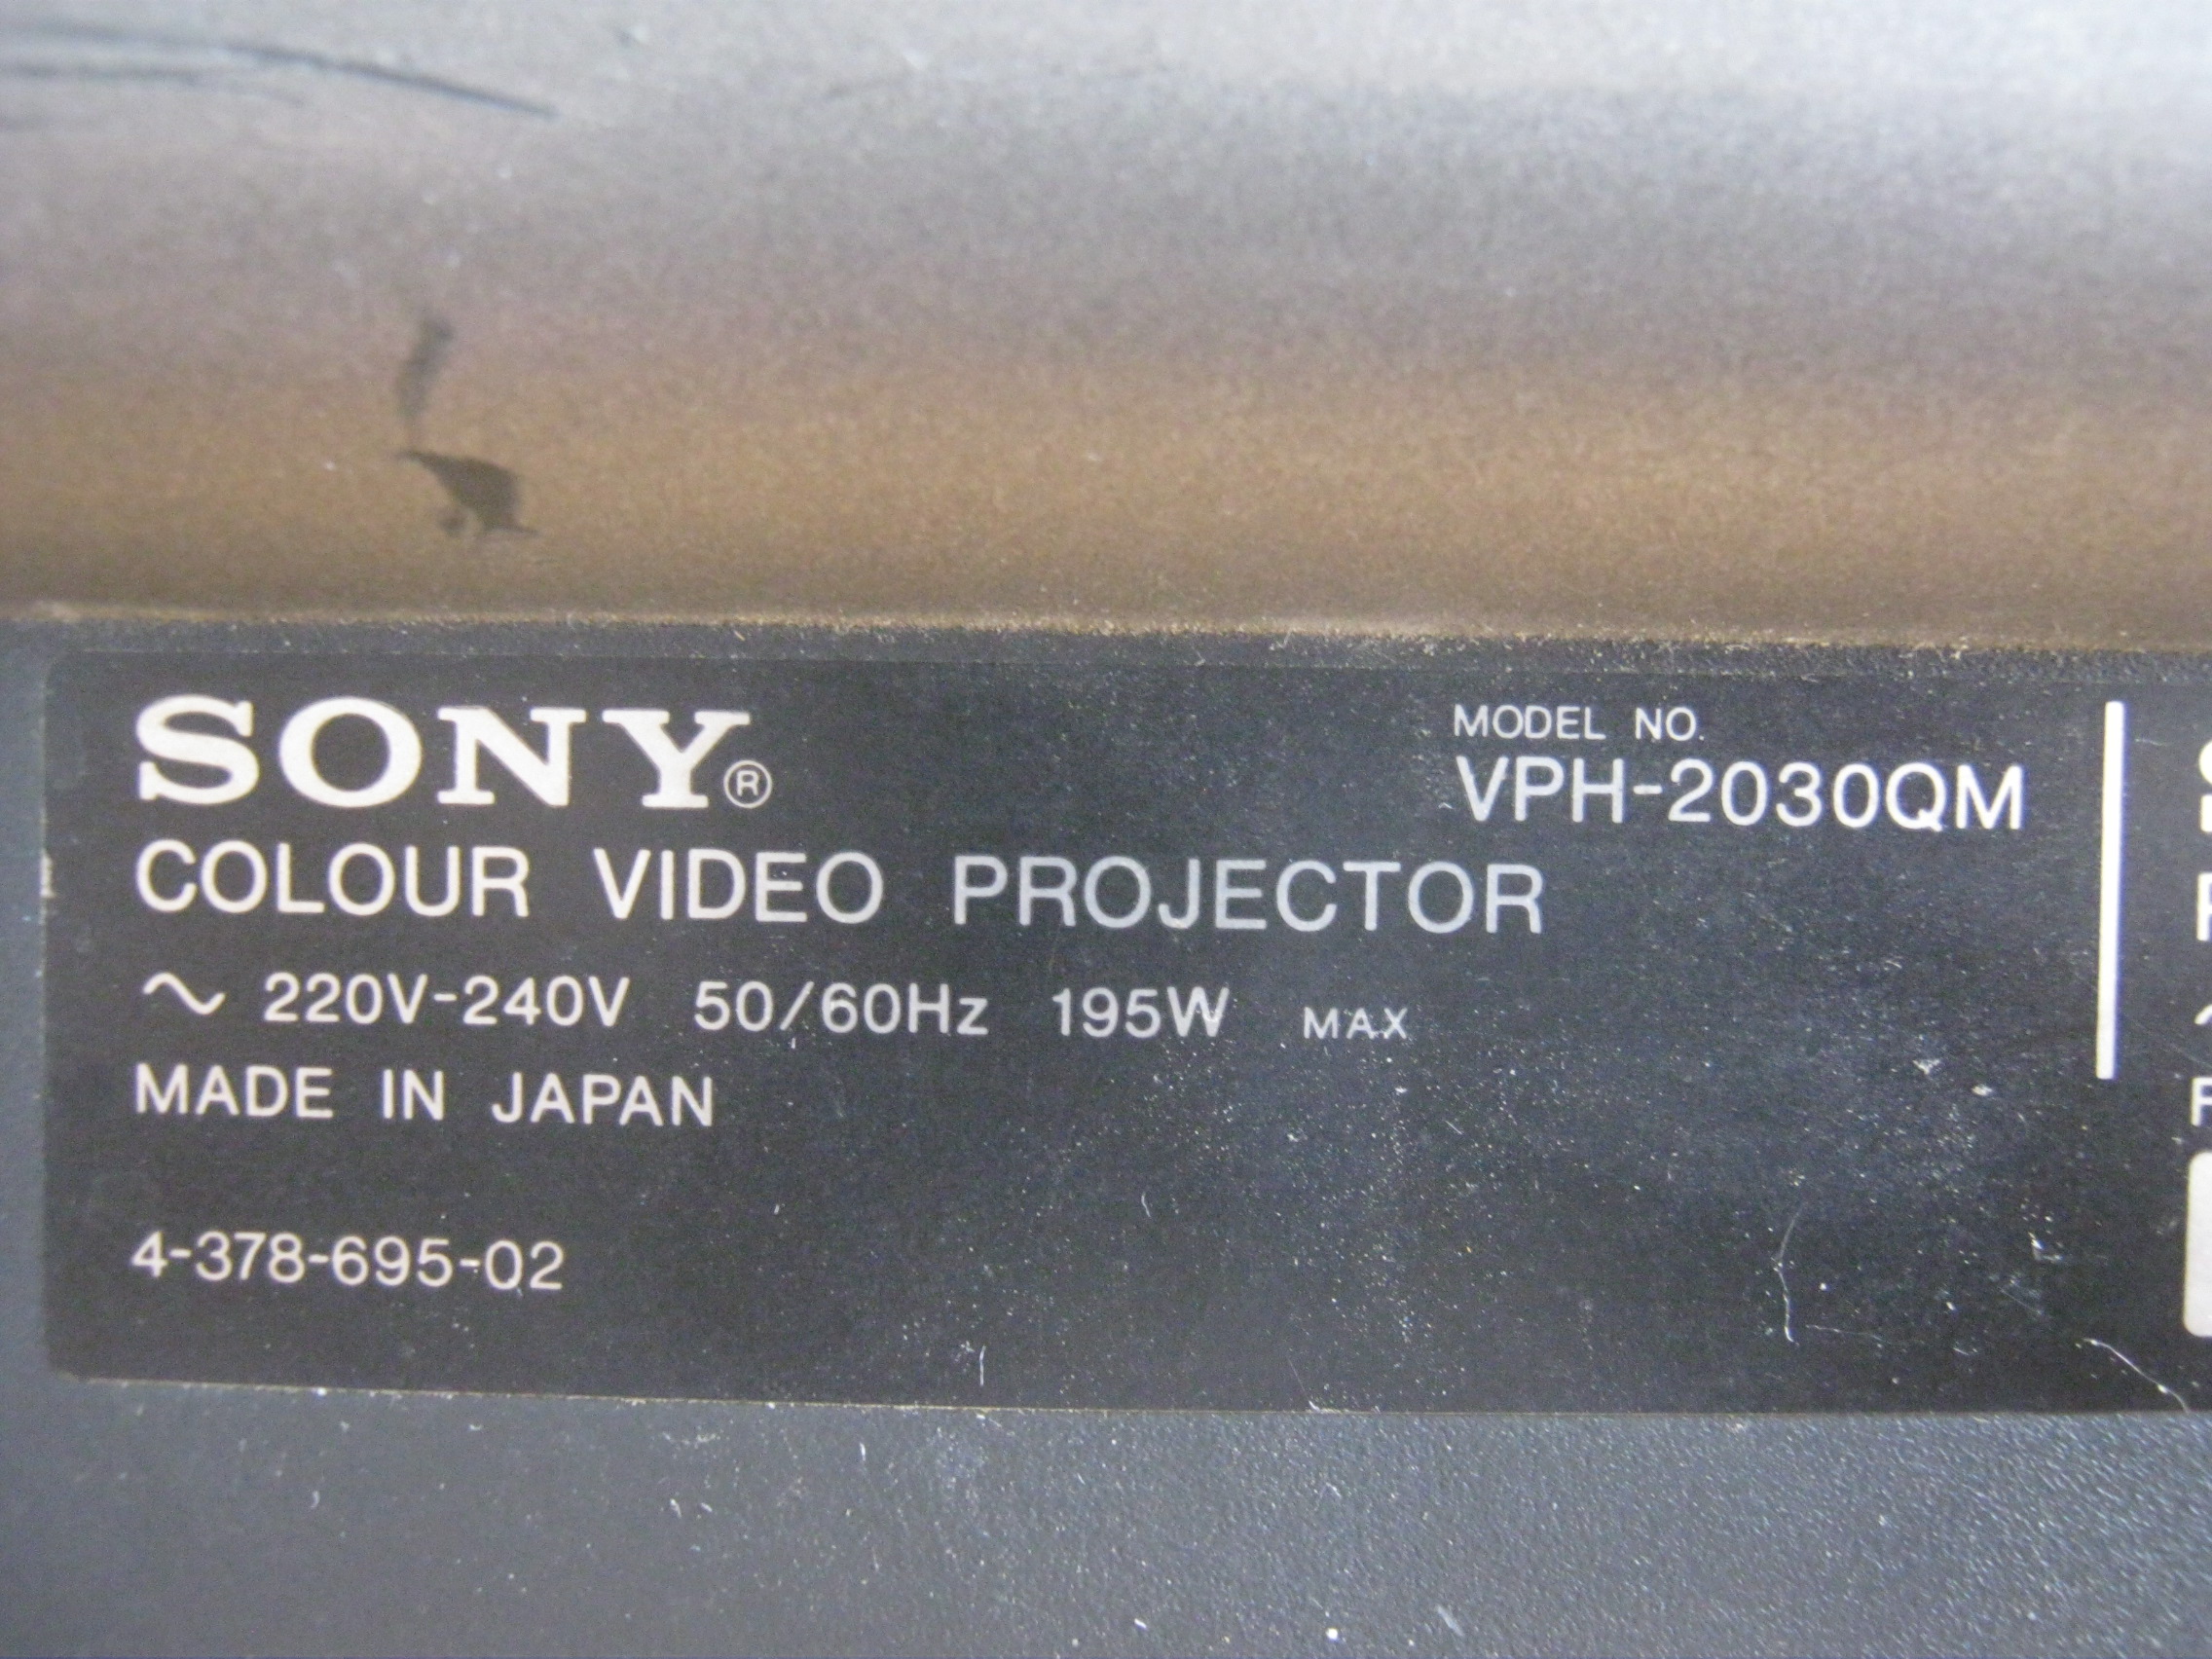 SONY®
MODEL NO.
VPH-2030QM
COLOUR VIDEO PROJECTOR
~ 220V-240V 50/60Hz 195W MAX
MADE IN JAPAN
4-378-695-02